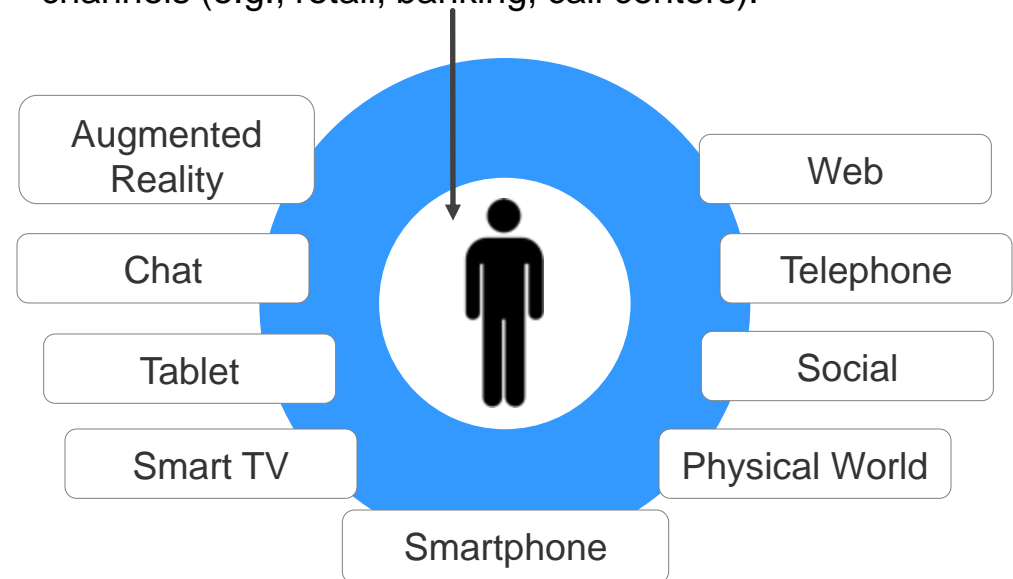 channels (e.g., retail, banking, call centers).
Augmented
Reality
Web
Chat
Telephone
Tablet
Social
Smart TV
Physical World
Smartphone